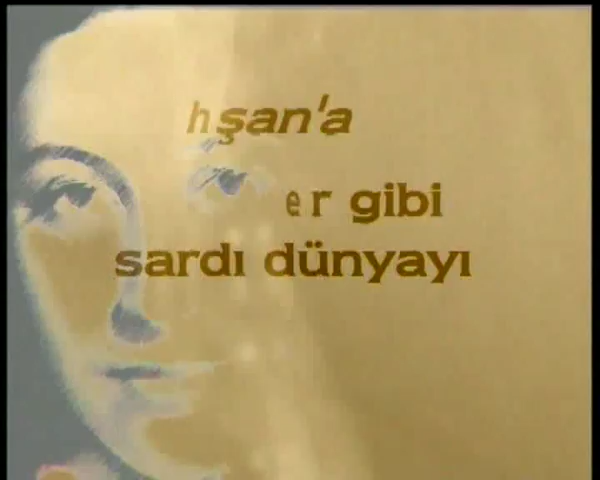 hşan'a
er gibi
sardı dünyayı